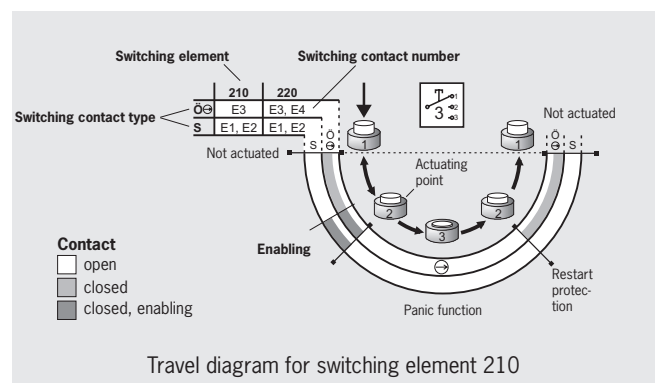 Switching element
Switching contact number
210 220
Ö E3 E3, E4
S E1, E2 E1, E2
Switching contact type
Not actuated
S Ö
1
T
1
2
3
3
Not actuated
1
Ö S
Actuating
point
2
2
3
Enabling
Contact
open
closed
closed, enabling
Restart
protec-
tion
Panic function
Travel diagram for switching element 210